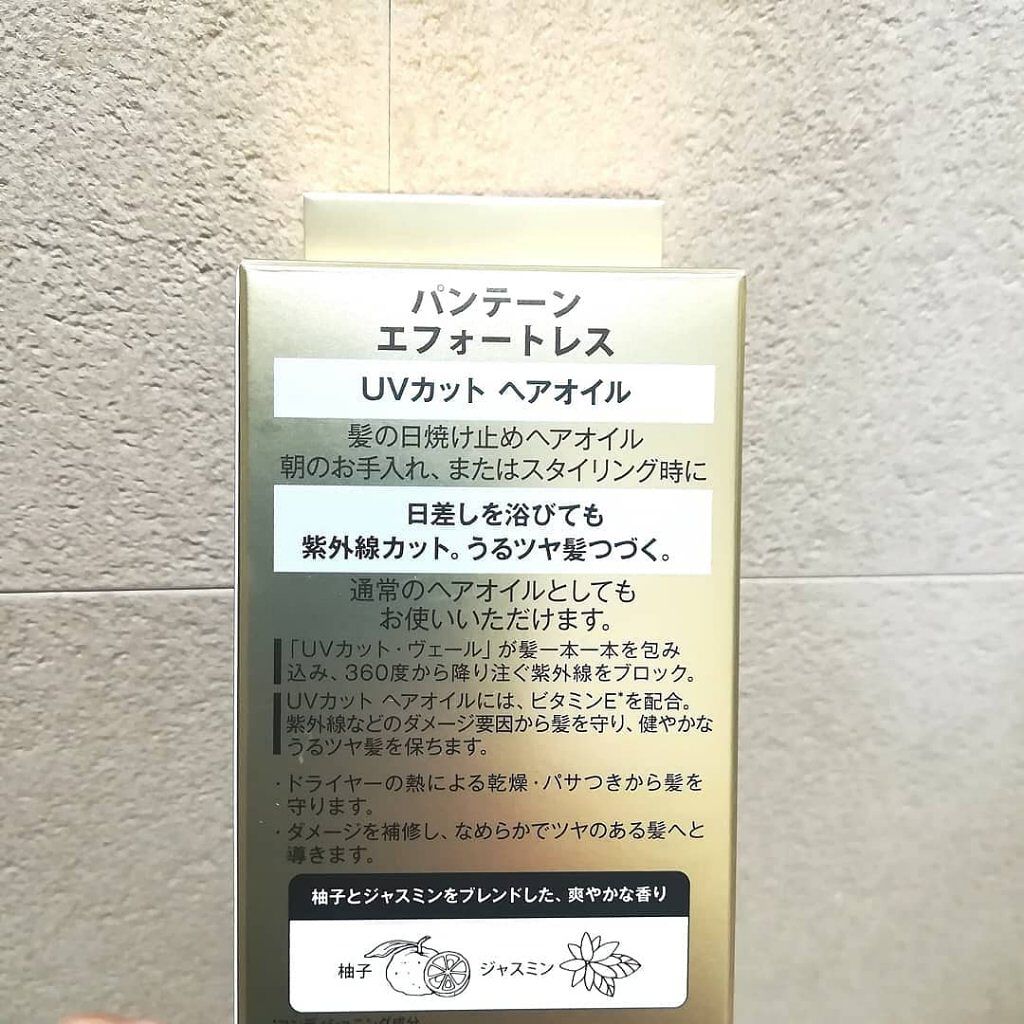 パンテーン
エフォートレス
UVカット ヘアオイル
髪の日焼け止めヘアオイル
朝のお手入れ、またはスタイリング時に
日差しを浴びても
紫外線カット。うるツヤ髪つづく。
通常のヘアオイルとしても
お使いいただけます。
「UVカット・ヴェール」が髪一本一本を包み
込み、360度から降り注ぐ紫外線をブロック。
UVカット ヘアオイルには、ビタミンE*を配合。
紫外線などのダメージ要因から髪を守り、健やかな
うるツヤ髪を保ちます。
・ドライヤーの熱による乾燥・パサつきから髪を
守ります。
・ダメージを補修し、なめらかでツヤのある髪へと
導きます。
柚子とジャスミンをブレンドした、爽やかな香り
柚子 ジャスミン